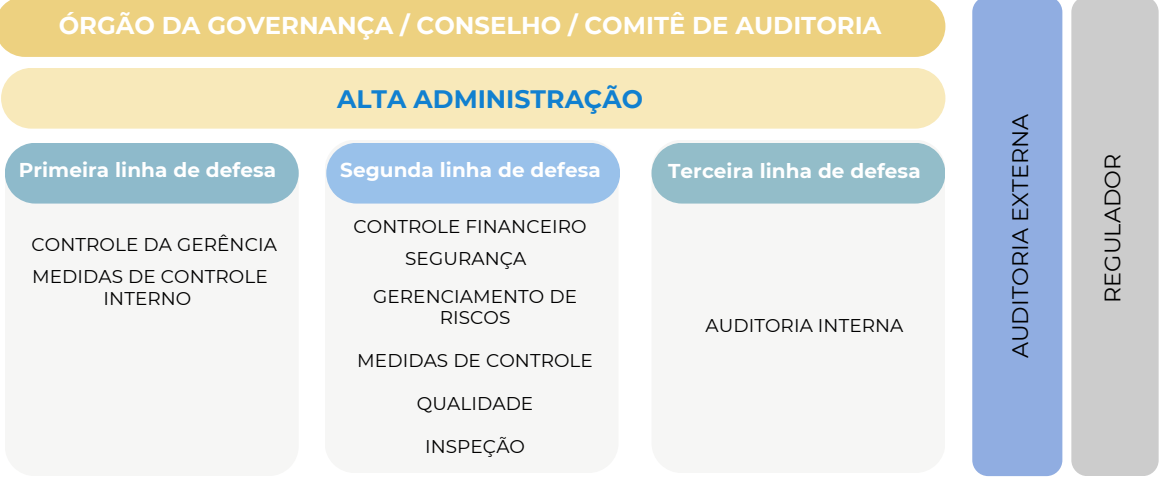 ÓRGÃO DA GOVERNANÇA / CONSELHO / COMITÊ DE AUDITORIA
ALTA ADMINISTRAÇÃO
Primeira linha de defesa
CONTROLE DA GERÊNCIA
MEDIDAS DE CONTROLE
INTERNO
Segunda linha de defesa
CONTROLE FINANCEIRO
SEGURANÇA
GERENCIAMENTO DE
RISCOS
MEDIDAS DE CONTROLE
QUALIDADE
INSPEÇÃO
Terceira linha de defesa
AUDITORIA INTERNA
AUDITORIA EXTERNA
REGULADOR